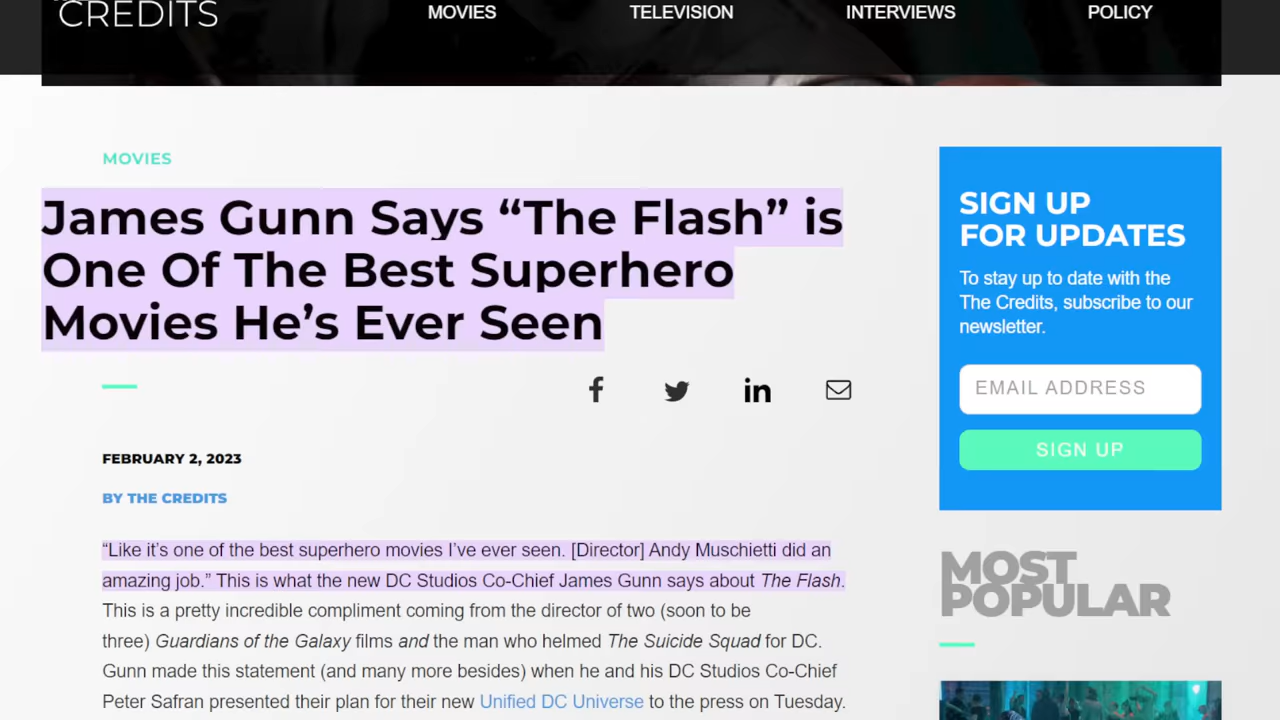 CREDITS
MOVIES
TELEVISION
INTERVIEWS
POLICY
MOVIES
James Gunn Says “The Flash” is
One Of The Best Superhero
Movies He’s Ever Seen
FEBRUARY 2, 2023
BY THE CREDITS
“Like it’s one of the best superhero movies I’ve ever seen. [Director] Andy Muschietti did an
amazing job.” This is what the new DC Studios Co-Chief James Gunn says about The Flash.
This is a pretty incredible compliment coming from the director of two (soon to be
three) Guardians of the Galaxy films and the man who helmed The Suicide Squad for DC.
Gunn made this statement (and many more besides) when he and his DC Studios Co-Chief
Peter Safran presented their plan for their new Unified DC Universe to the press on Tuesday.
SIGN UP
FOR UPDATES
To stay up to date with the
The Credits, subscribe to our
newsletter.
EMAIL ADDRESS
SIGN UP
MOST
POPULAR